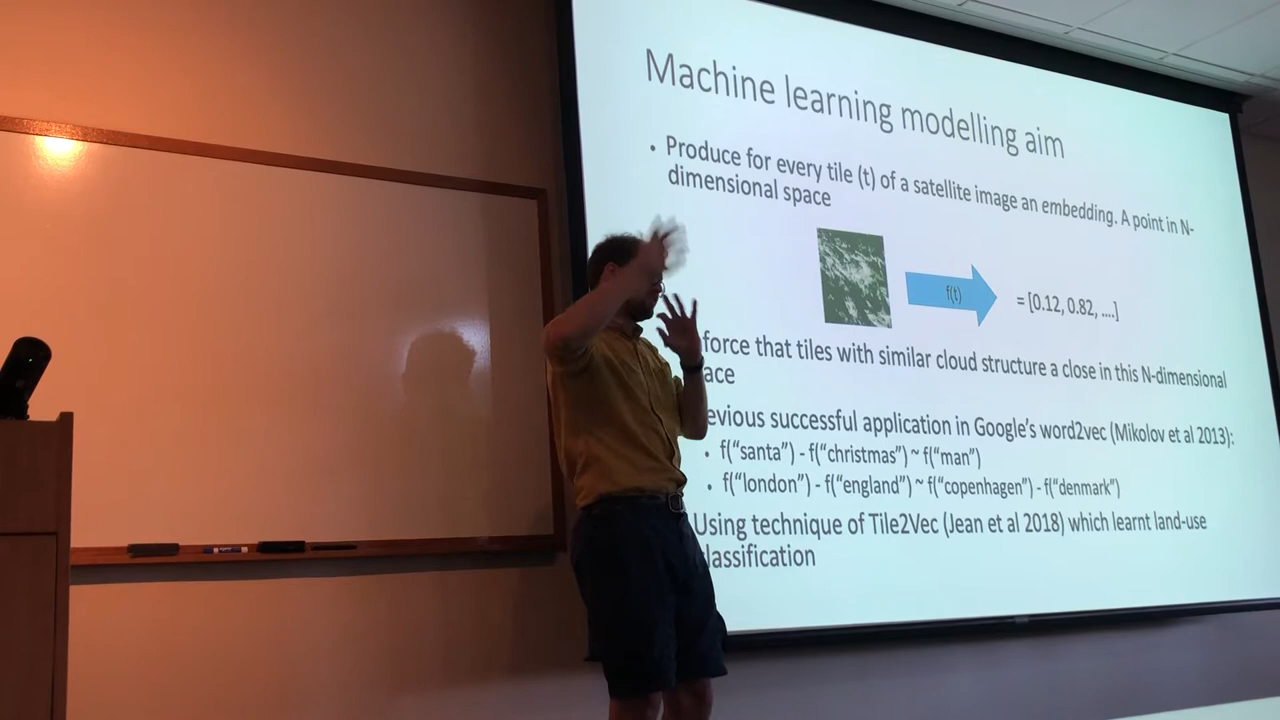 Machine learning modelling aim
• Produce for every tile (t) of a satellite image an embedding. A point in N-
dimensional space
f(t)
= [0.12, 0.82, ....]
force that tiles with similar cloud structure a close in this N-dimensional
ace
evious successful application in Google's word2vec (Mikolov et al 2013):
• f("santa") - f("christmas") ~ f("man")
• f("london") - f("england") ~ f("copenhagen") - f("denmark")
Using technique of Tile2Vec (Jean et al 2018) which learnt land-use
lassification